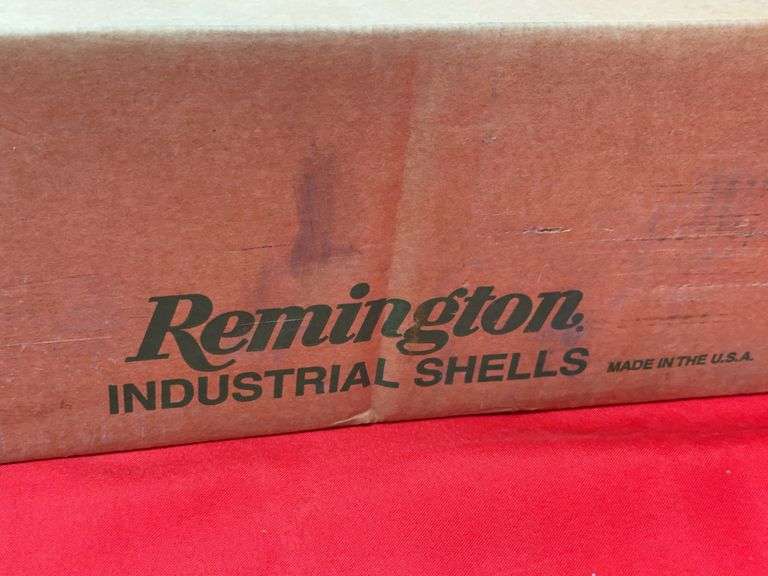 Remington.
INDUSTRIAL SHELLS MADE IN THE U.S.A.